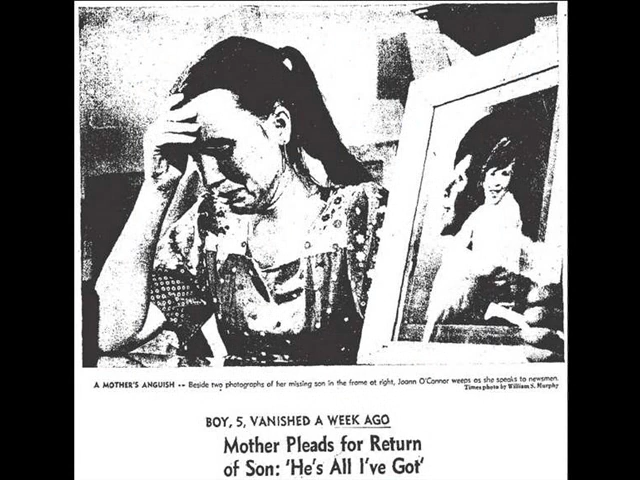 A MOTHER'S ANGUISH -- Beside two photographs of her missing son in the frame at right, Joann O'Connor weeps as she speaks to newsmen.
Times photo by William S. Murphy
BOY, 5, VANISHED A WEEK AGO
Mother Pleads for Return
of Son: 'He's All I've Got'